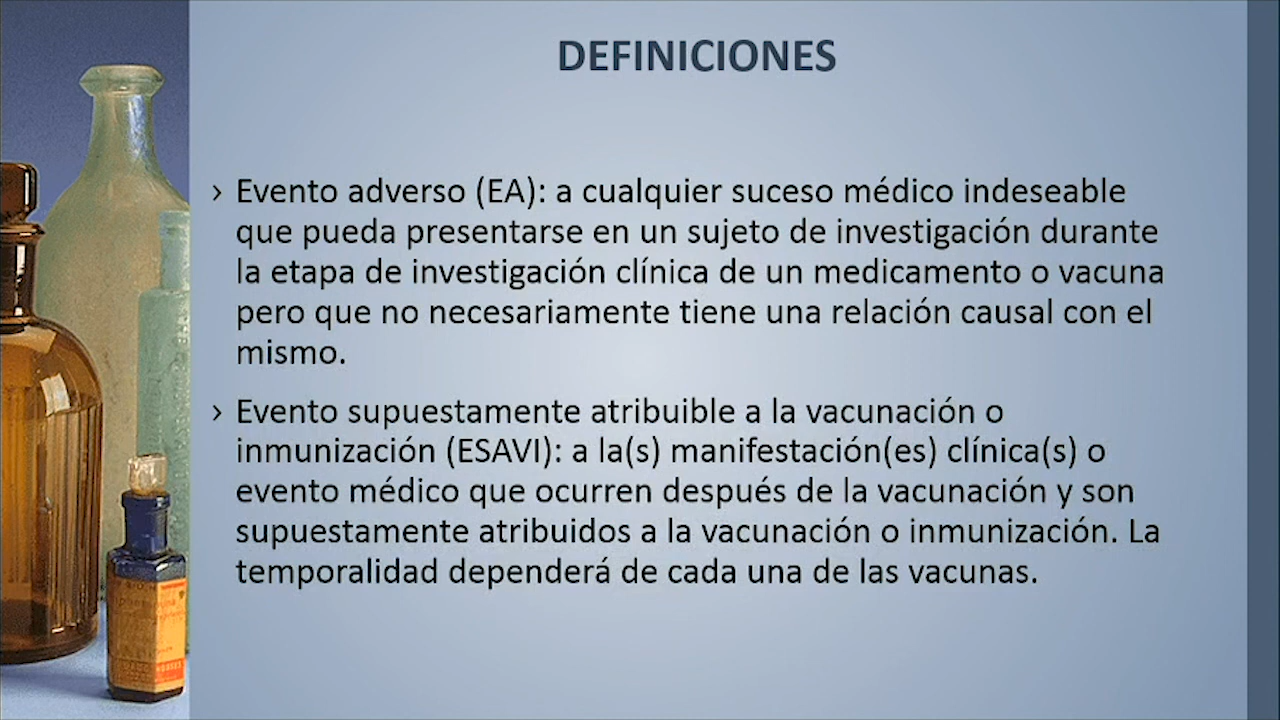 DEFINICIONES
› Evento adverso (EA): a cualquier suceso médico indeseable
que pueda presentarse en un sujeto de investigación durante
la etapa de investigación clínica de un medicamento o vacuna
pero que no necesariamente tiene una relación causal con el
mismo.
› Evento supuestamente atribuible a la vacunación o
inmunización (ESAVI): a la(s) manifestación(es) clínica(s) o
evento médico que ocurren después de la vacunación y son
supuestamente atribuidos a la vacunación o inmunización. La
temporalidad dependerá de cada una de las vacunas.